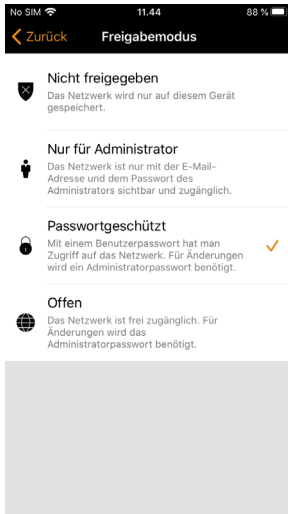 No SIM 11.44 88 %
Zurück Freigabemodus
Nicht freigegeben
Das Netzwerk wird nur auf diesem Gerät
gespeichert.
Nur für Administrator
Das Netzwerk ist nur mit der E-Mail-
Adresse und dem Passwort des
Administrators sichtbar und zugänglich.
Passwortgeschützt
Mit einem Benutzerpasswort hat man
Zugriff auf das Netzwerk. Für Änderungen
wird ein Administratorpasswort benötigt.
Offen
Das Netzwerk ist frei zugänglich. Für
Änderungen wird das
Administratorpasswort benötigt.